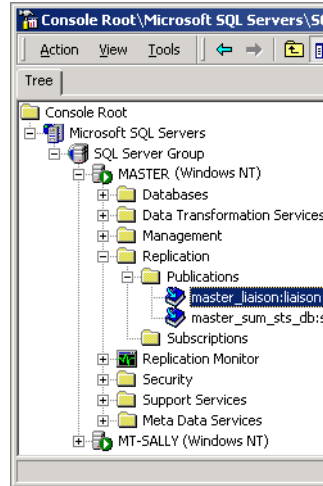 Console Root\Microsoft SQL Servers\
Action View Tools
Tree
Console Root
Microsoft SQL Servers
SQL Server Group
MASTER (Windows NT)
Databases
Data Transformation Services
Management
Replication
Publications
master_liaison:liaison
master_sum_sts_db:
Subscriptions
Replication Monitor
Security
Support Services
Meta Data Services
MT-SALLY (Windows NT)